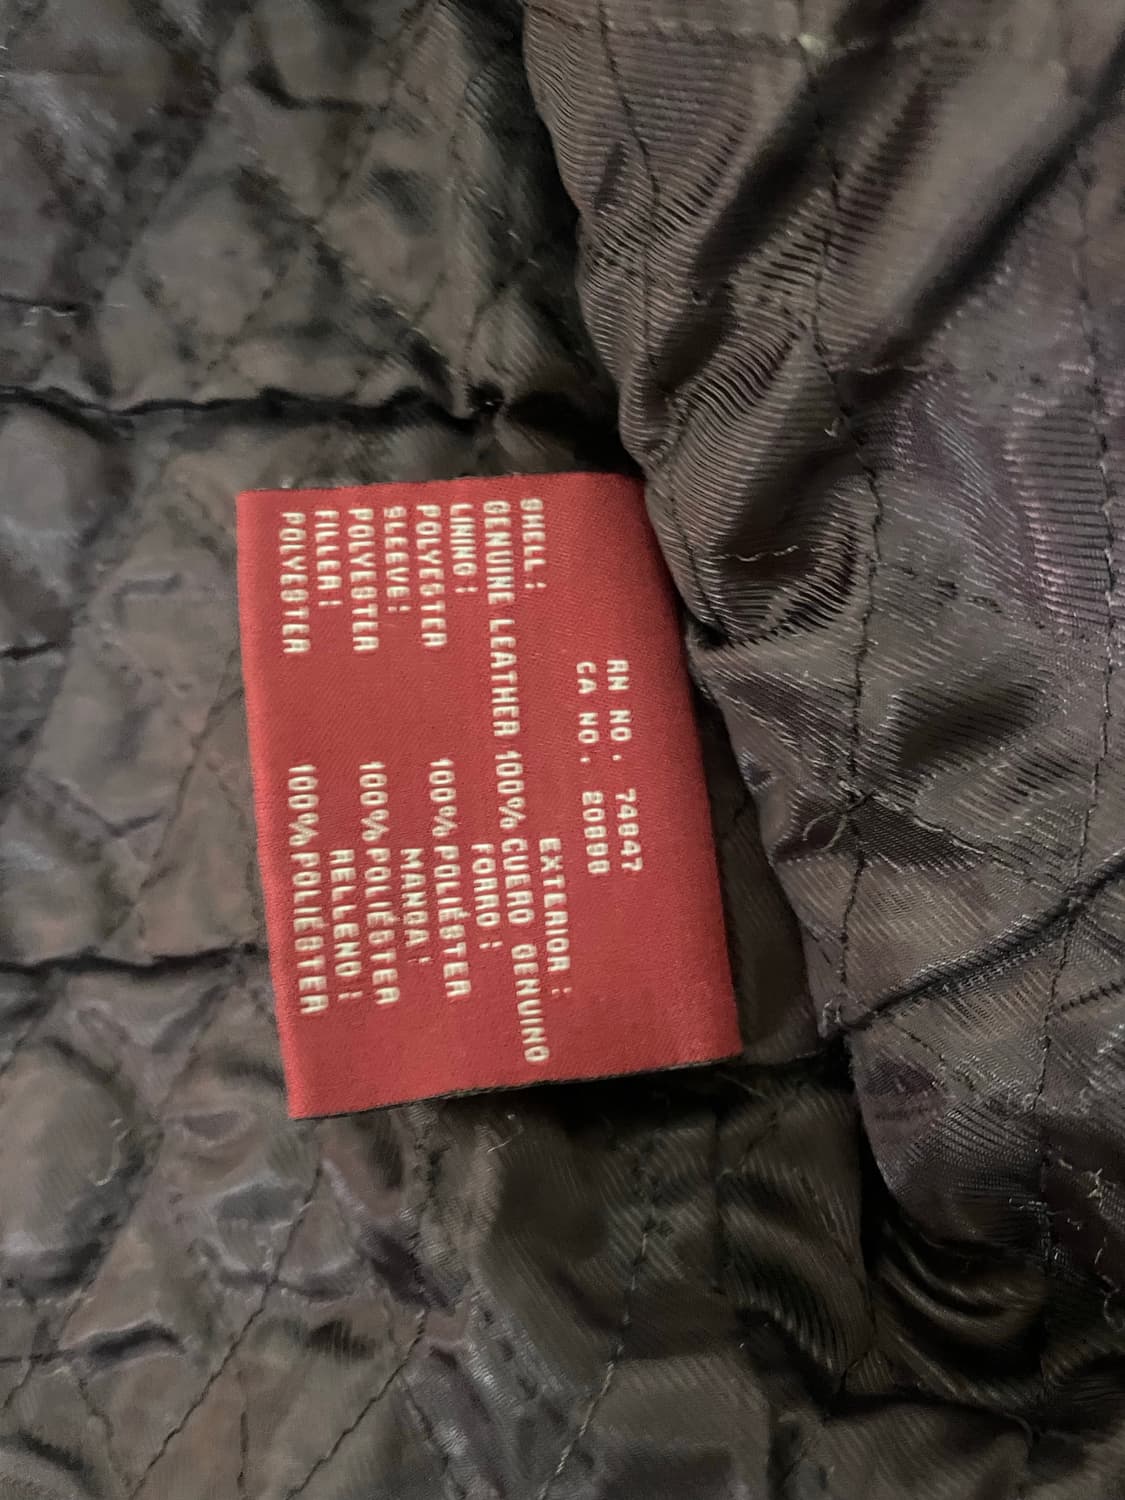 RN NO. 74847
CA NO. 20898
SHELL: EXTERIOR:
GENUINE LEATHER 100% CUERO GENUINO
LINING: FORRO:
POLYESTER 100% POLIÉSTER
SLEEVE: MANGA:
POLYESTER 100% POLIÉSTER
FILLER: RELLENO:
POLYESTER 100% POLIÉSTER